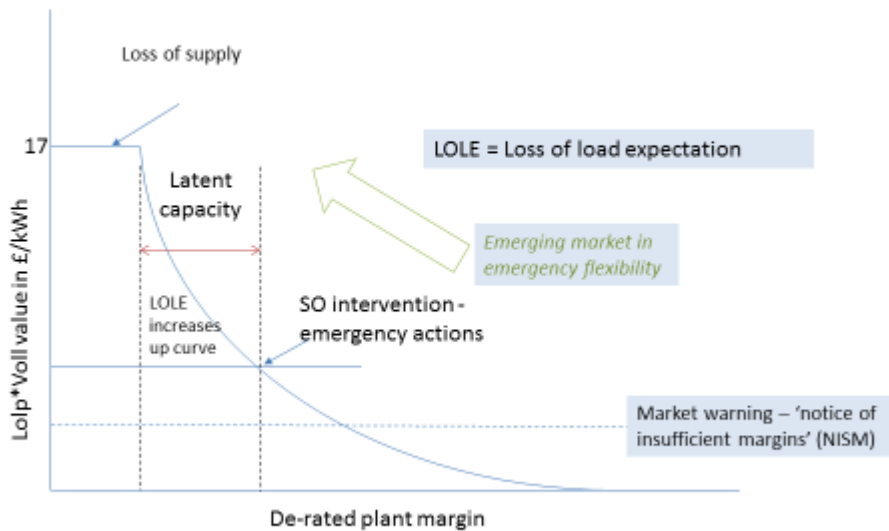 Loss of supply
17
LOLE = Loss of load expectation
Latent
capacity
Emerging market in
emergency flexibility
LOLE
increases
up curve
SO intervention -
emergency actions
Market warning – ‘notice of
insufficient margins’ (NISM)
Lolp*Voll value in £/kWh
De-rated plant margin